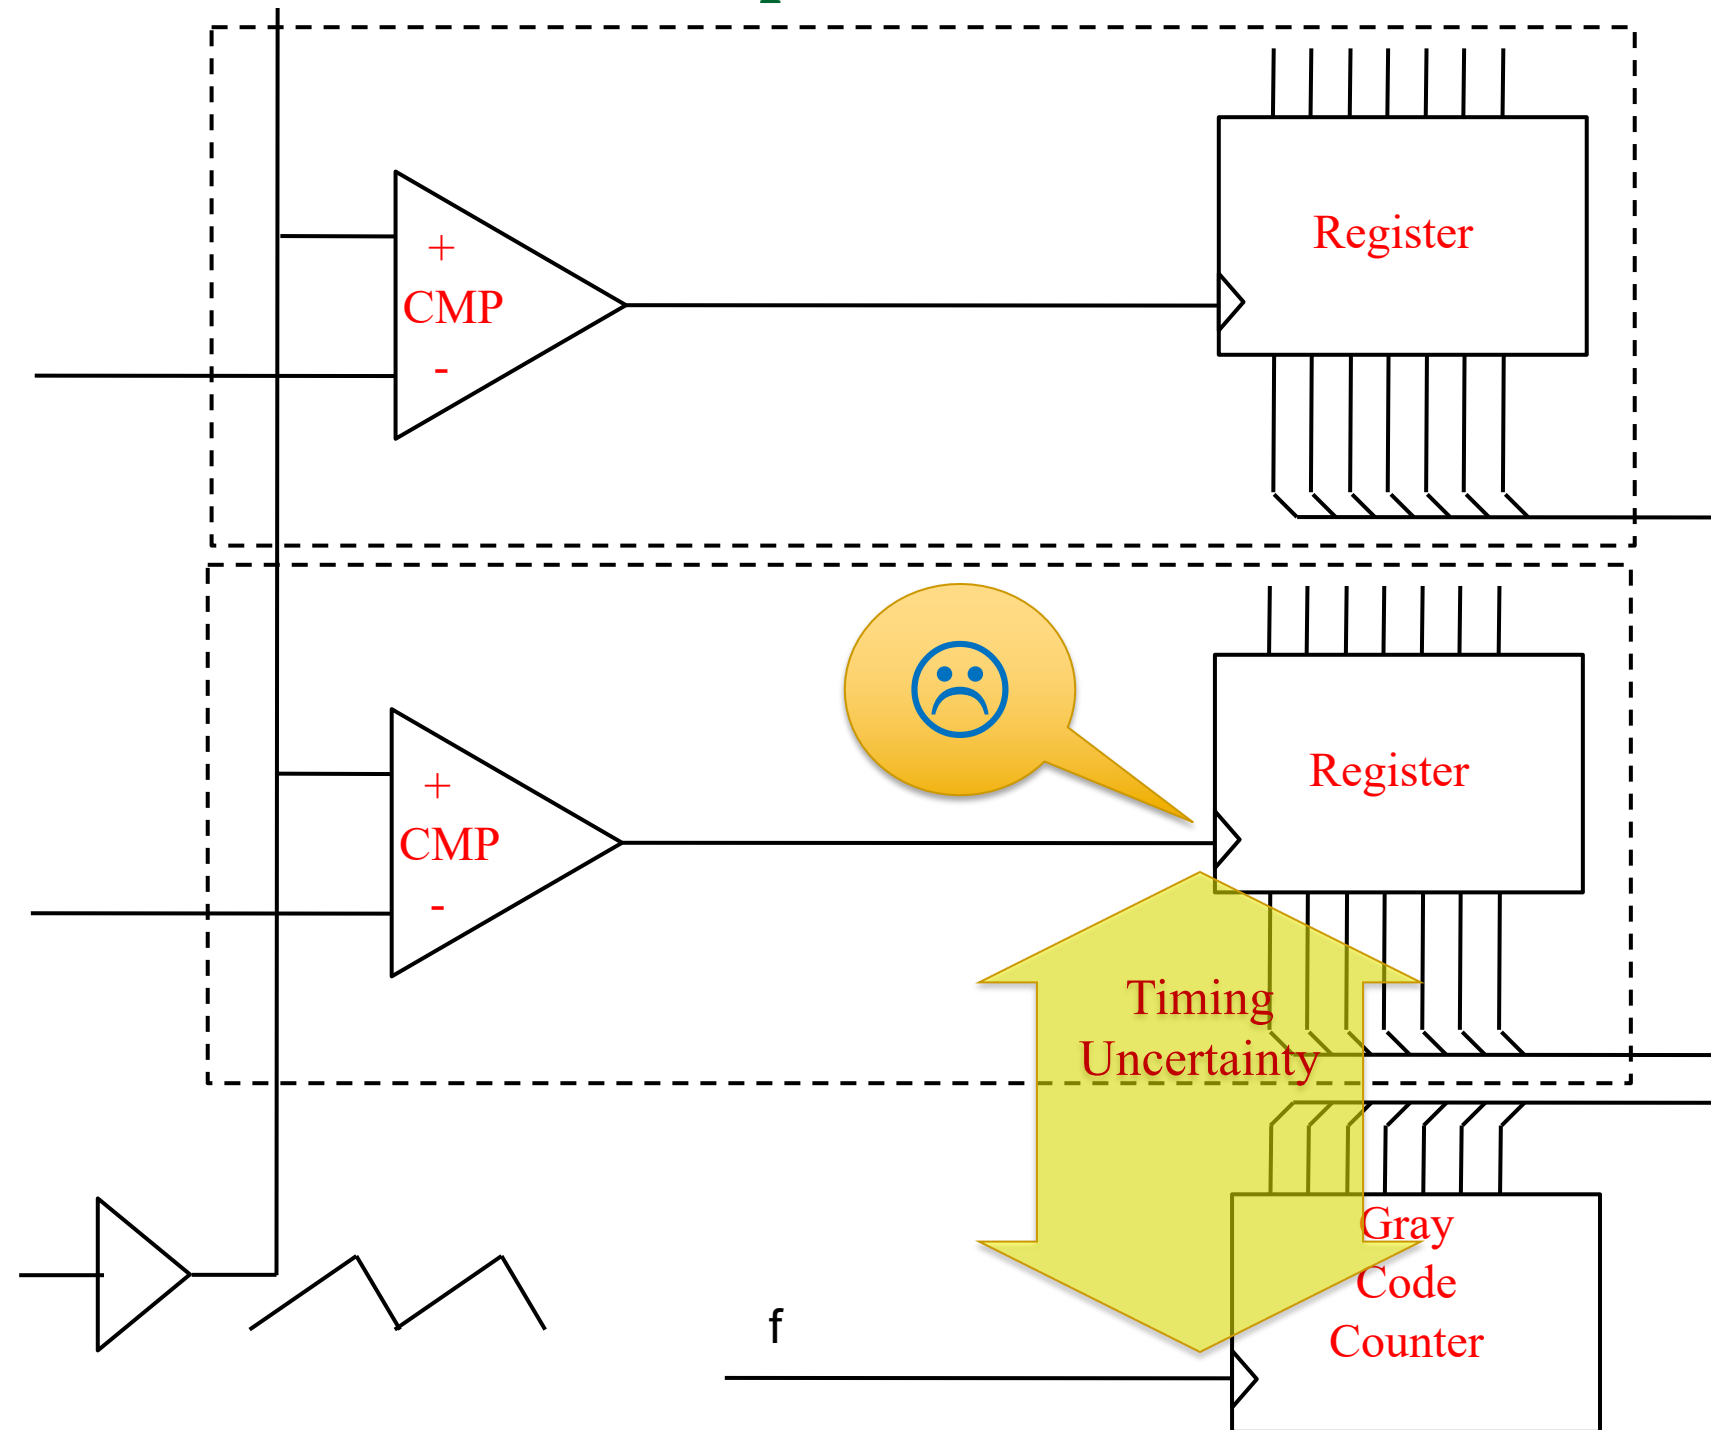 +
CMP
-
Register
+
CMP
-
Register
Timing
Uncertainty
Gray
Code
Counter
f